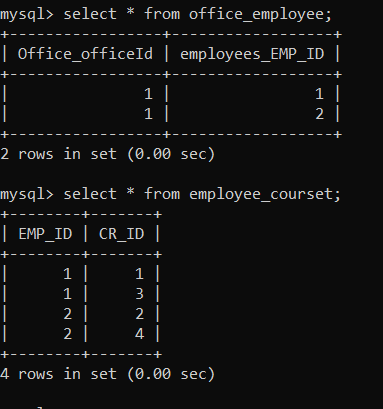 mysql> select * from office_employee;
+-----------------+------------------+
| Office_officeId | employees_EMP_ID |
+-----------------+------------------+
|               1 |                1 |
|               1 |                2 |
+-----------------+------------------+
2 rows in set (0.00 sec)

mysql> select * from employee_courset;
+--------+-------+
| EMP_ID | CR_ID |
+--------+-------+
|      1 |     1 |
|      1 |     3 |
|      2 |     2 |
|      2 |     4 |
+--------+-------+
4 rows in set (0.00 sec)